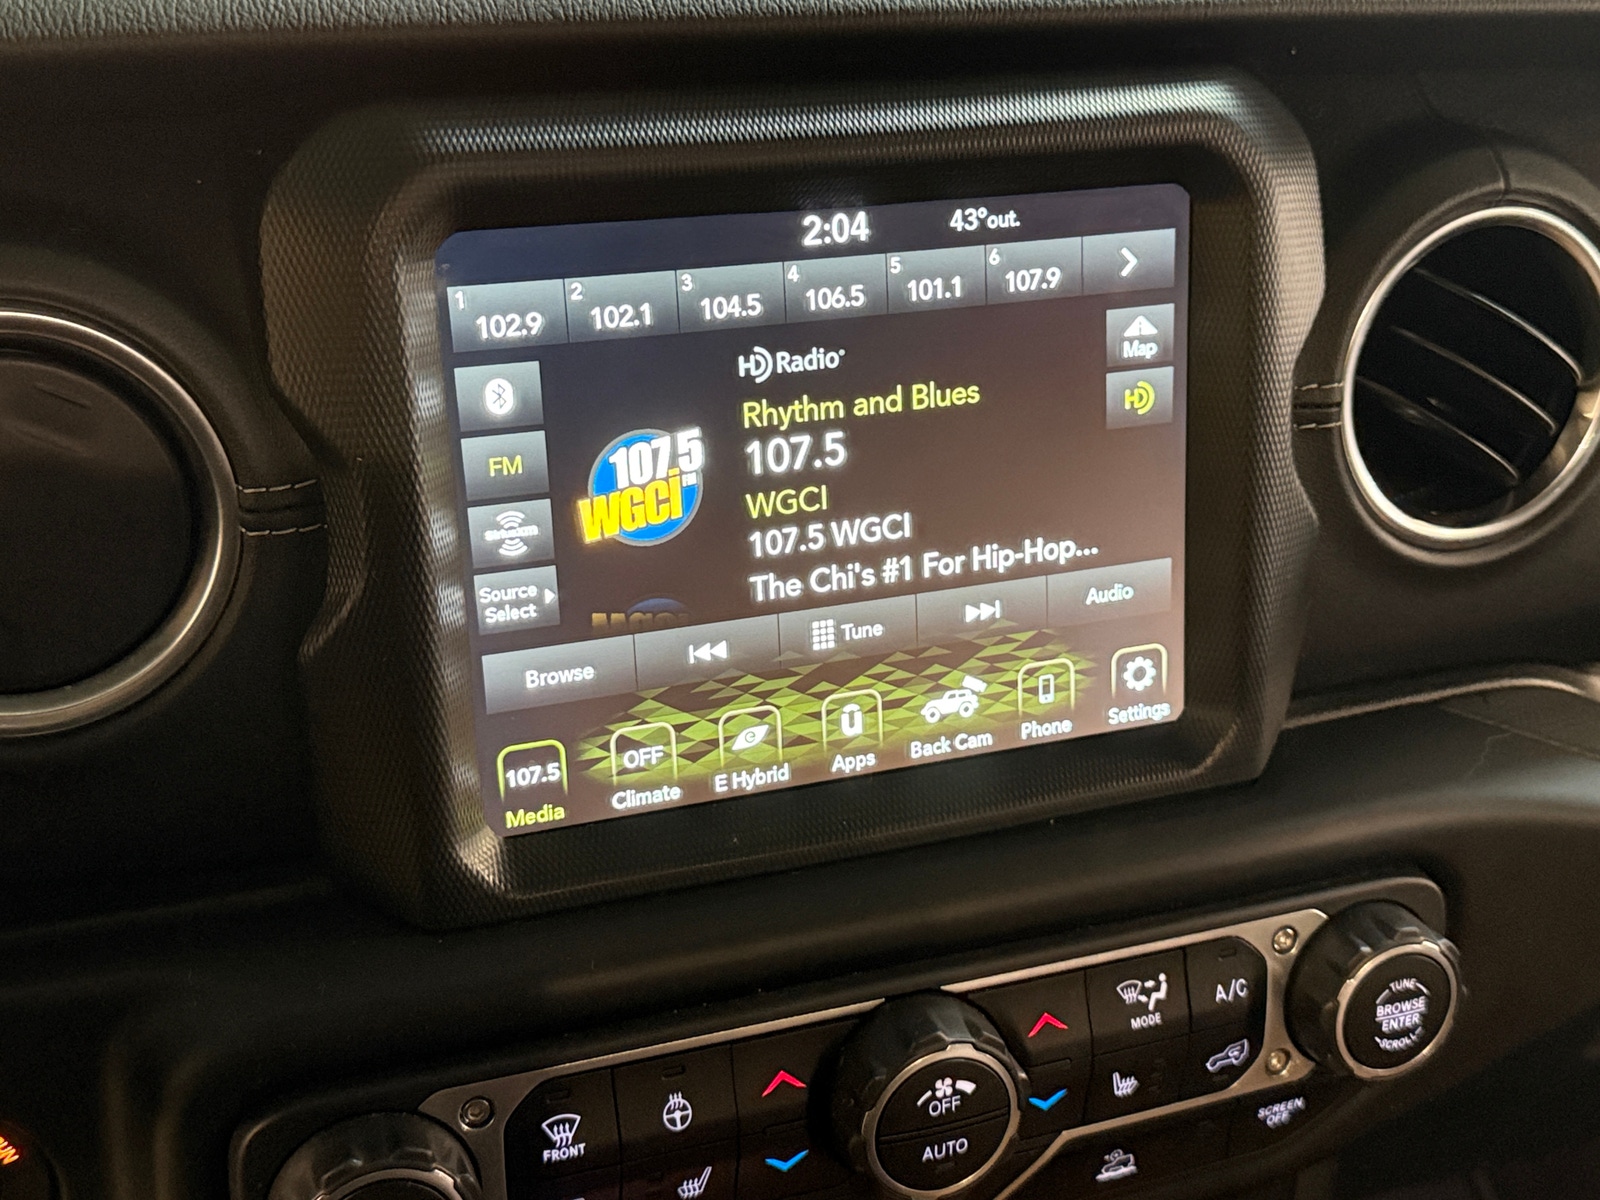 2:04 43°out.
1 102.9 2 102.1 3 104.5 4 106.5 5 101.1 6 107.9
HD Radio
Map
Rhythm and Blues
HD
107.5
107.5 FM
WGCI
FM
WGCI
107.5 WGCI
siriusxm
The Chi's #1 For Hip-Hop...
Source
Select
Browse Tune Audio
107.5 OFF e U
Media Climate E Hybrid Apps Back Cam Phone Settings
TUNE
BROWSE
ENTER
SCROLL
MODE A/C
OFF
AUTO
FRONT
SCREEN
OFF